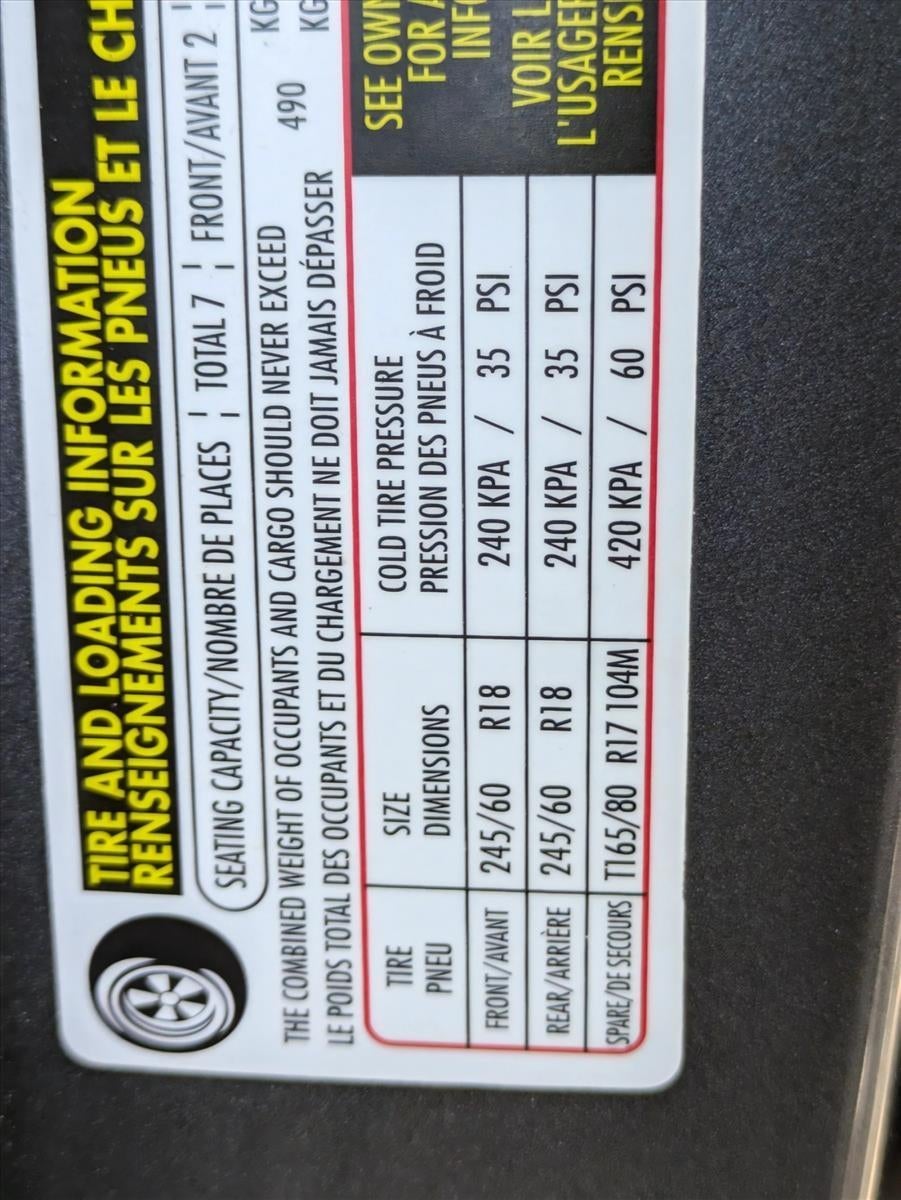 TIRE AND LOADING INFORMATION
RENSEIGNEMENTS SUR LES PNEUS ET LE CH
SEATING CAPACITY/NOMBRE DE PLACES ¦ TOTAL 7 ¦ FRONT/AVANT 2 ¦
THE COMBINED WEIGHT OF OCCUPANTS AND CARGO SHOULD NEVER EXCEED 490 KG
LE POIDS TOTAL DES OCCUPANTS ET DU CHARGEMENT NE DOIT JAMAIS DÉPASSER KG
TIRE SIZE COLD TIRE PRESSURE
PNEU DIMENSIONS PRESSION DES PNEUS À FROID
FRONT/AVANT 245/60 R18 240 KPA / 35 PSI
REAR/ARRIÈRE 245/60 R18 240 KPA / 35 PSI
SPARE/DE SECOURS T165/80 R17 104M 420 KPA / 60 PSI
SEE OWN
FOR A
INFO
VOIR L
L'USAGER
RENSE